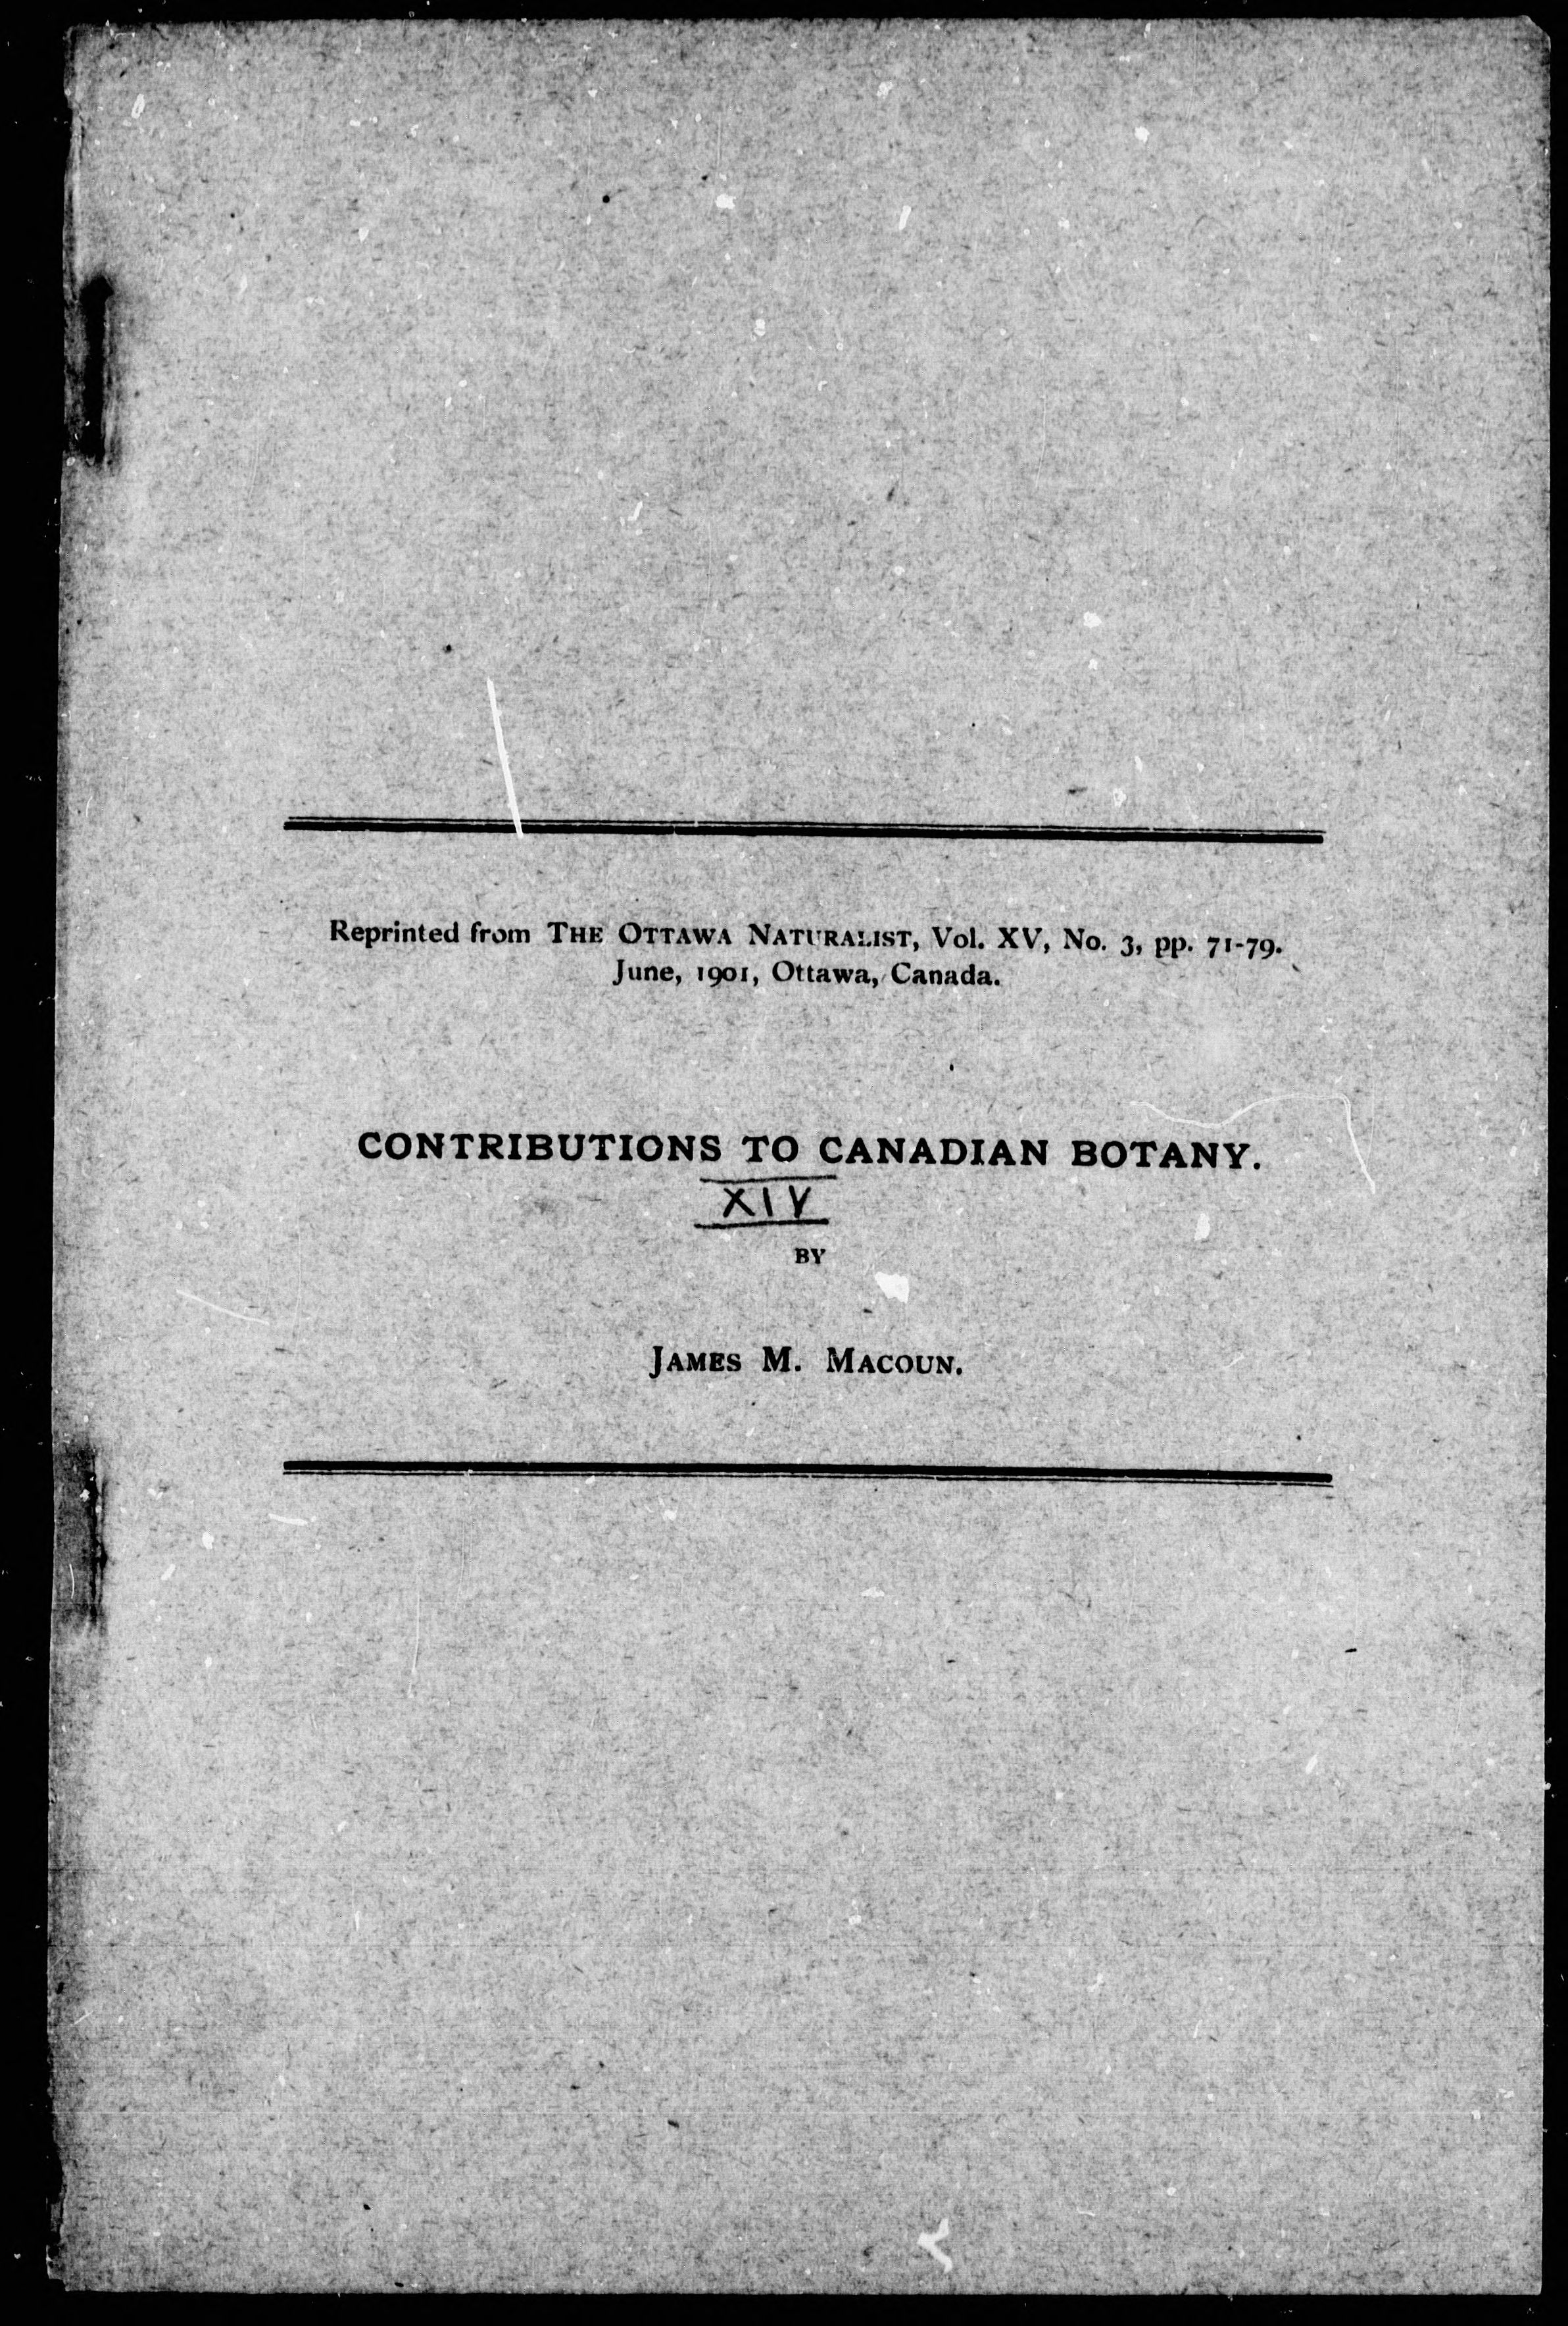 Reprinted from THE OTTAWA NATURALIST, Vol. XV, No. 3, pp. 71-79.
June, 1901, Ottawa, Canada.
CONTRIBUTIONS TO CANADIAN BOTANY.
XIV
BY
JAMES M. MACOUN.